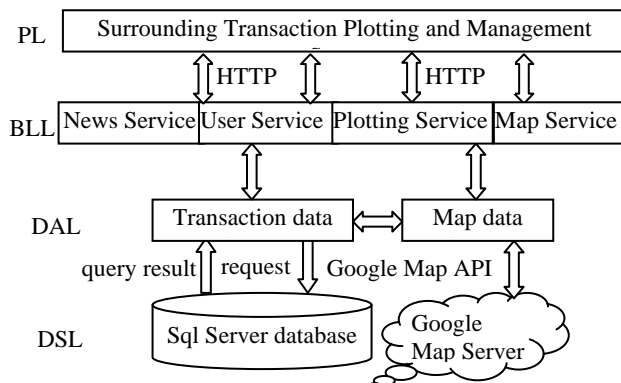 PL Surrounding Transaction Plotting and Management
HTTP HTTP
BLL News Service User Service Plotting Service Map Service
DAL Transaction data Map data
query result request Google Map API
DSL Sql Server database Google
Map Server